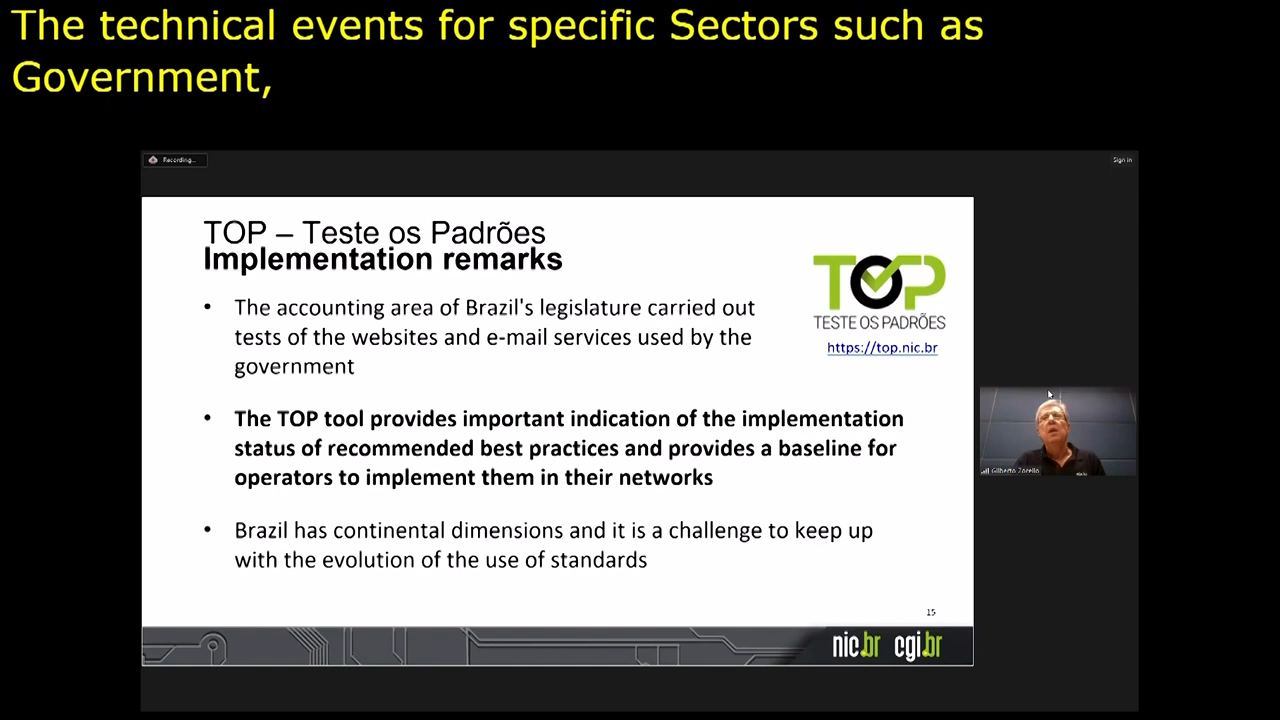 The technical events for specific Sectors such as
Government,
Recording...
Sign in
TOP – Teste os Padrões
Implementation remarks
TOP
TESTE OS PADRÕES
https://top.nic.br
• The accounting area of Brazil's legislature carried out
tests of the websites and e-mail services used by the
government
• The TOP tool provides important indication of the implementation
status of recommended best practices and provides a baseline for
operators to implement them in their networks
• Brazil has continental dimensions and it is a challenge to keep up
with the evolution of the use of standards
Gilberto Zorello
15
nic.br cgi.br